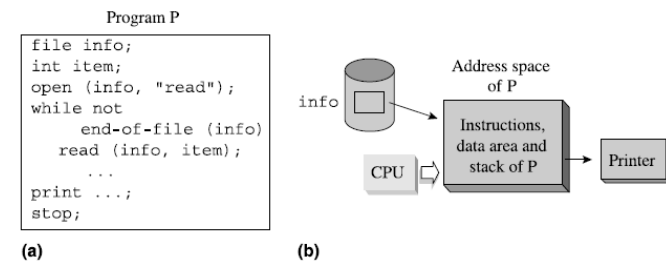 Program P
file info;
int item;
open (info, "read");
while not
end-of-file (info)
read (info, item);
...
print ...;
stop;
(a)
Address space
of P
info
Instructions,
data area and
stack of P
CPU
Printer
(b)